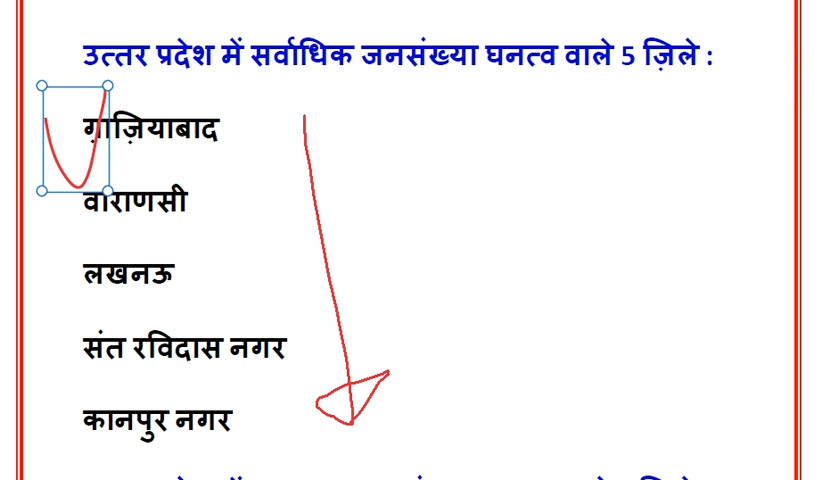 उत्तर प्रदेश में सर्वाधिक जनसंख्या घनत्व वाले 5 ज़िले :
ग़ाज़ियाबाद
वाराणसी
लखनऊ
संत रविदास नगर
कानपुर नगर